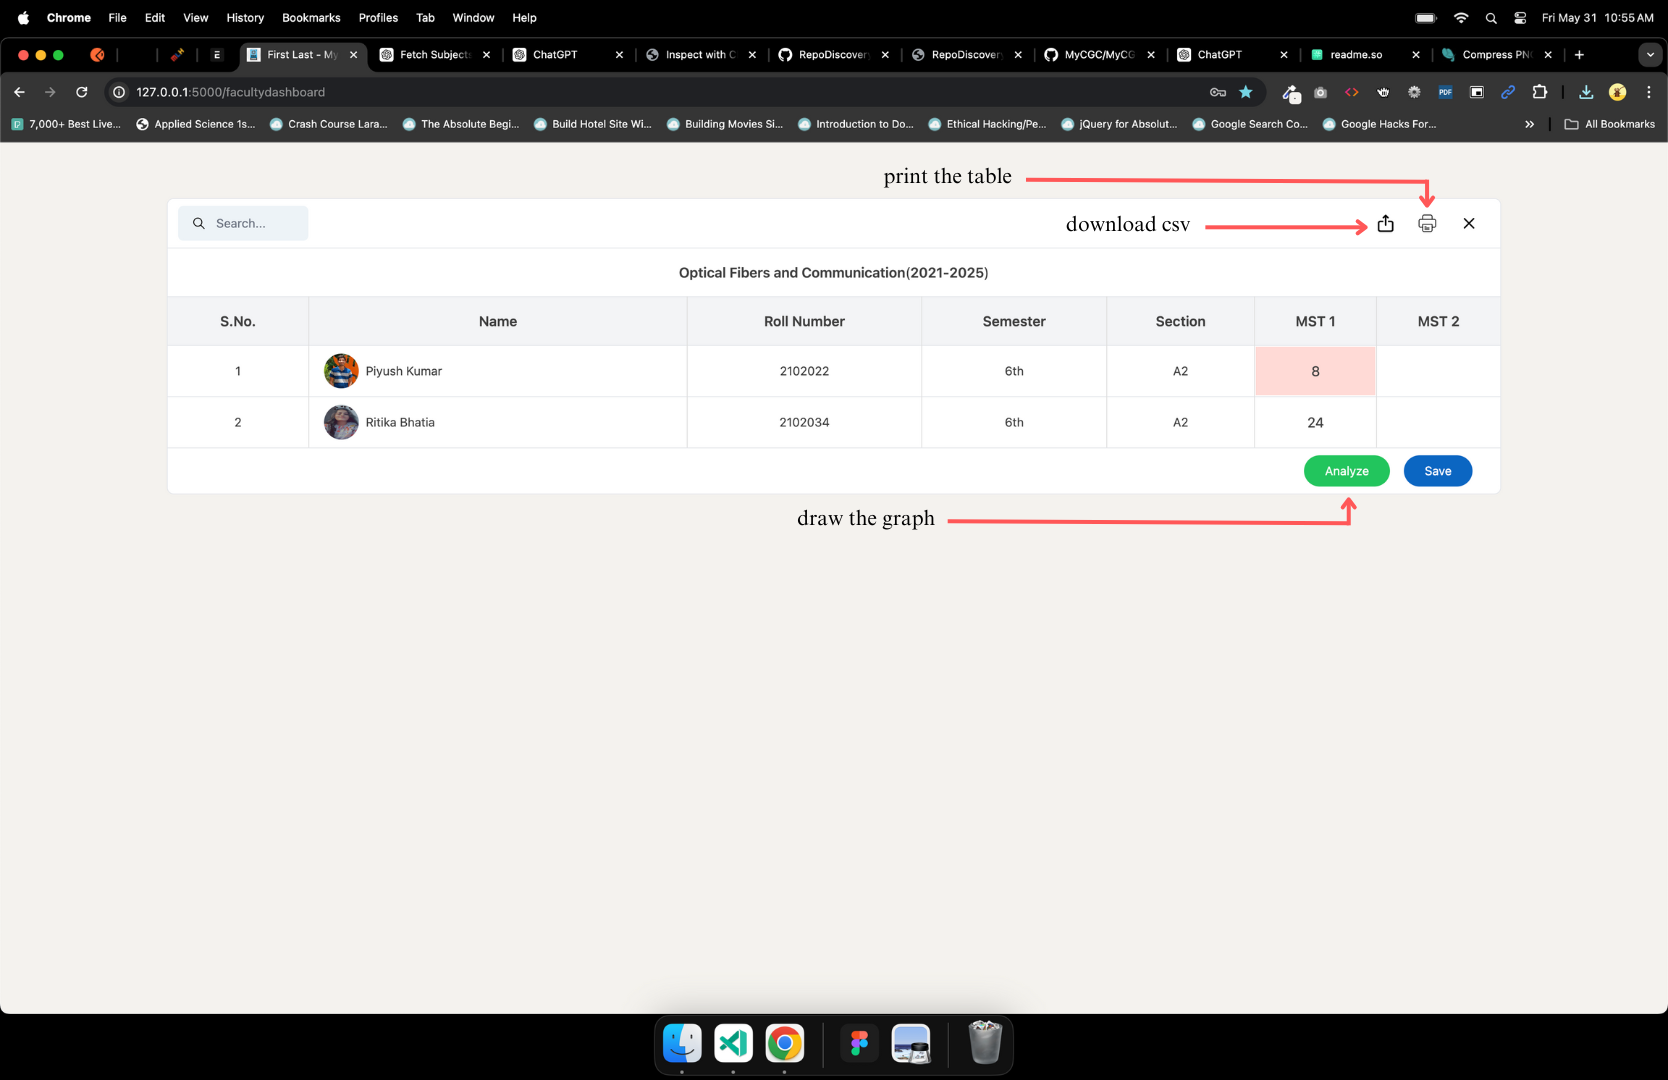 Chrome File Edit View History Bookmarks Profiles Tab Window Help Fri May 31 10:55 AM
E First Last - My Fetch Subjects ChatGPT Inspect with C RepoDiscovery RepoDiscovery MyCGC/MyCG ChatGPT readme.so Compress PNG
127.0.0.1:5000/facultydashboard PDF
7,000+ Best Live... Applied Science 1s... Crash Course Lara... The Absolute Begi... Build Hotel Site Wi... Building Movies Si... Introduction to Do... Ethical Hacking/Pe... jQuery for Absolut... Google Search Co... Google Hacks For... All Bookmarks
print the table
Search... download csv
Optical Fibers and Communication(2021-2025)
S.No. Name Roll Number Semester Section MST 1 MST 2
1 Piyush Kumar 2102022 6th A2 8
2 Ritika Bhatia 2102034 6th A2 24
Analyze Save
draw the graph